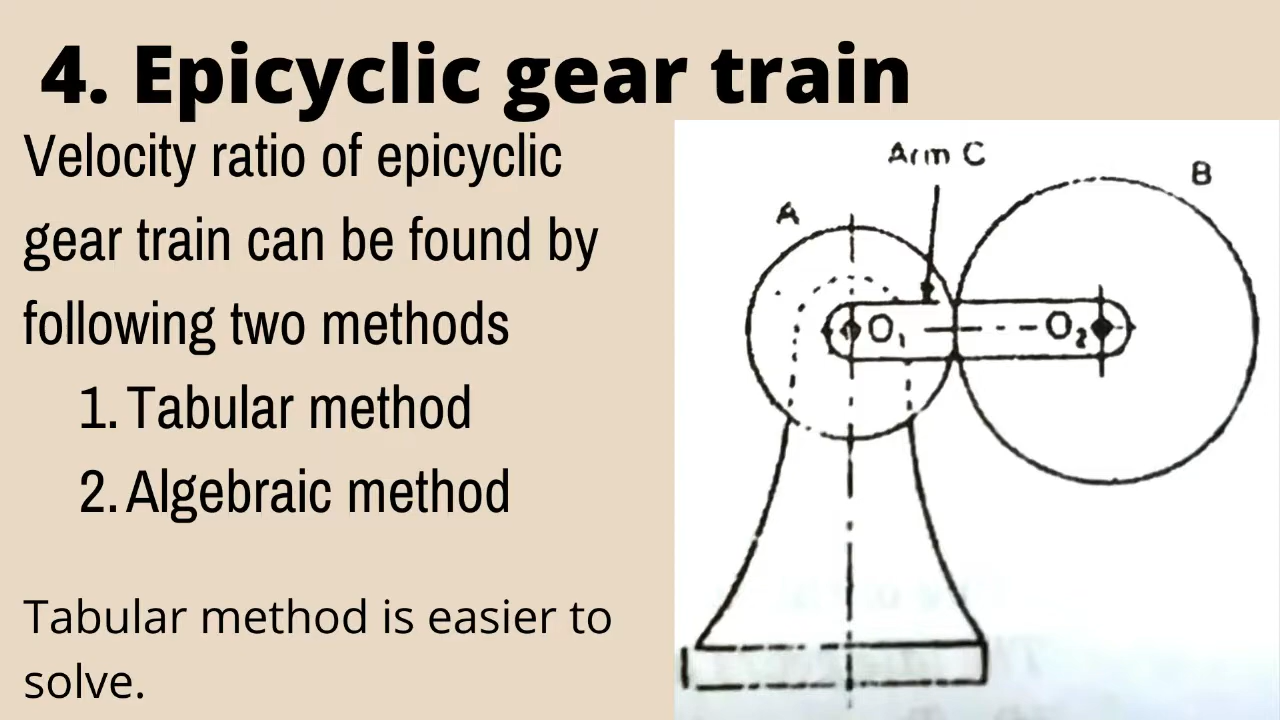 4. Epicyclic gear train
Velocity ratio of epicyclic
gear train can be found by
following two methods
1. Tabular method
2. Algebraic method
Tabular method is easier to
solve.
Arm C
B
A
O₁
O₂